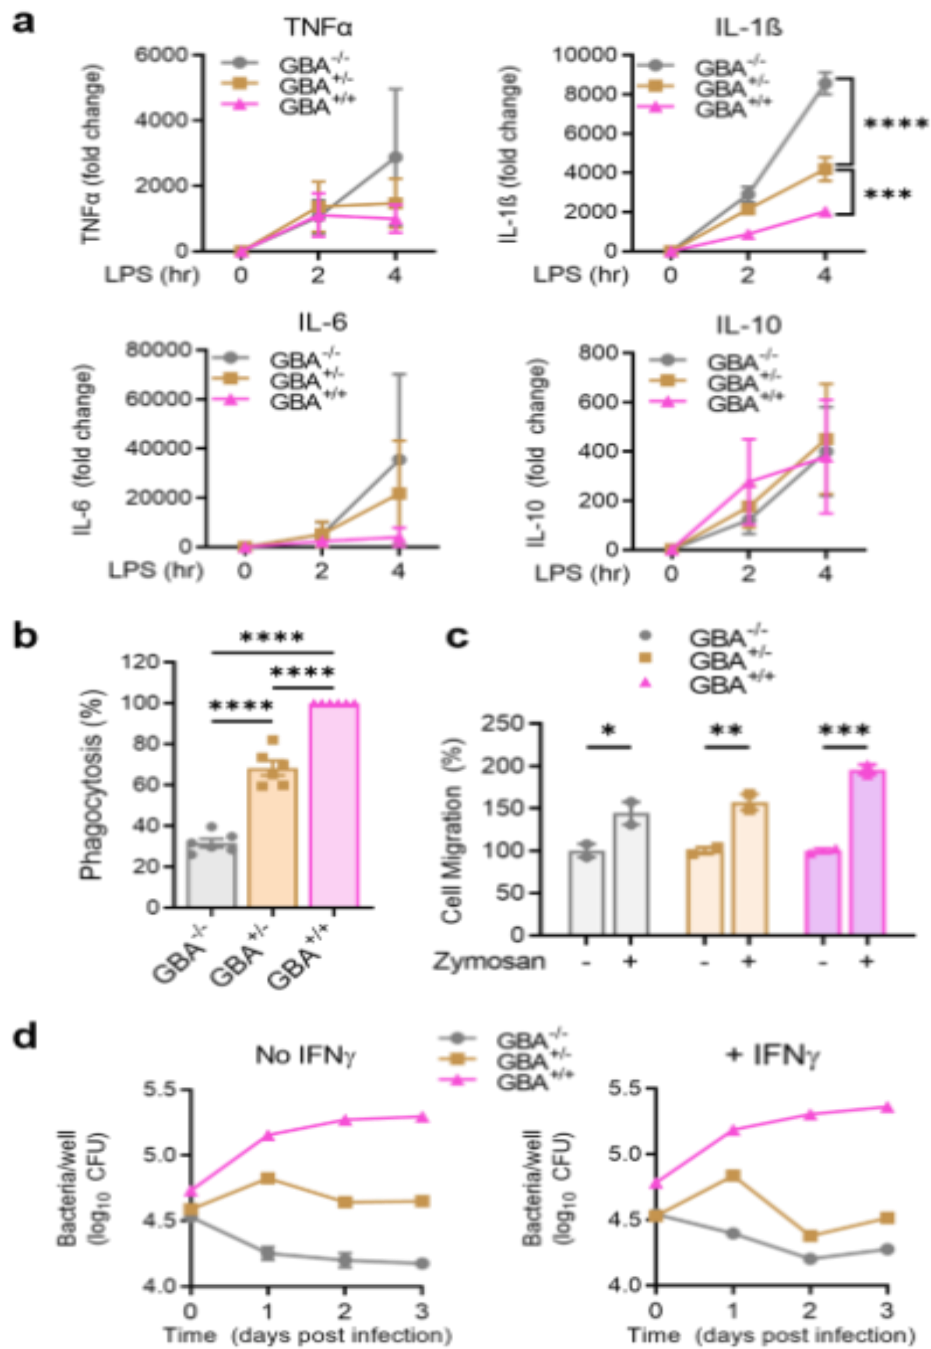 a
TNFα
TNFα (fold change)
6000
4000
2000
0
GBA-/-
GBA+/-
GBA+/+
LPS (hr) 0 2 4
IL-1ß
IL-1ß (fold change)
10000
8000
6000
4000
2000
0
GBA-/-
GBA+/-
GBA+/+
****
***
LPS (hr) 0 2 4
IL-6
IL-6 (fold change)
80000
60000
40000
20000
0
GBA-/-
GBA+/-
GBA+/+
LPS (hr) 0 2 4
IL-10
IL-10 (fold change)
800
600
400
200
0
GBA-/-
GBA+/-
GBA+/+
LPS (hr) 0 2 4
b
Phagocytosis (%)
120
100
80
60
40
20
0
****
****
****
GBA-/-
GBA+/-
GBA+/+
c
GBA-/-
GBA+/-
GBA+/+
Cell Migration (%)
250
200
150
100
50
0
* ** ***
Zymosan - + - + - +
d
GBA-/-
GBA+/-
GBA+/+
No IFNγ
Bacteria/well
(log10 CFU)
5.5
5.0
4.5
4.0
0 1 2 3
Time (days post infection)
+ IFNγ
Bacteria/well
(log10 CFU)
5.5
5.0
4.5
4.0
0 1 2 3
Time (days post infection)